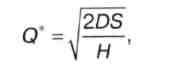 Q* = √(2DS / H),